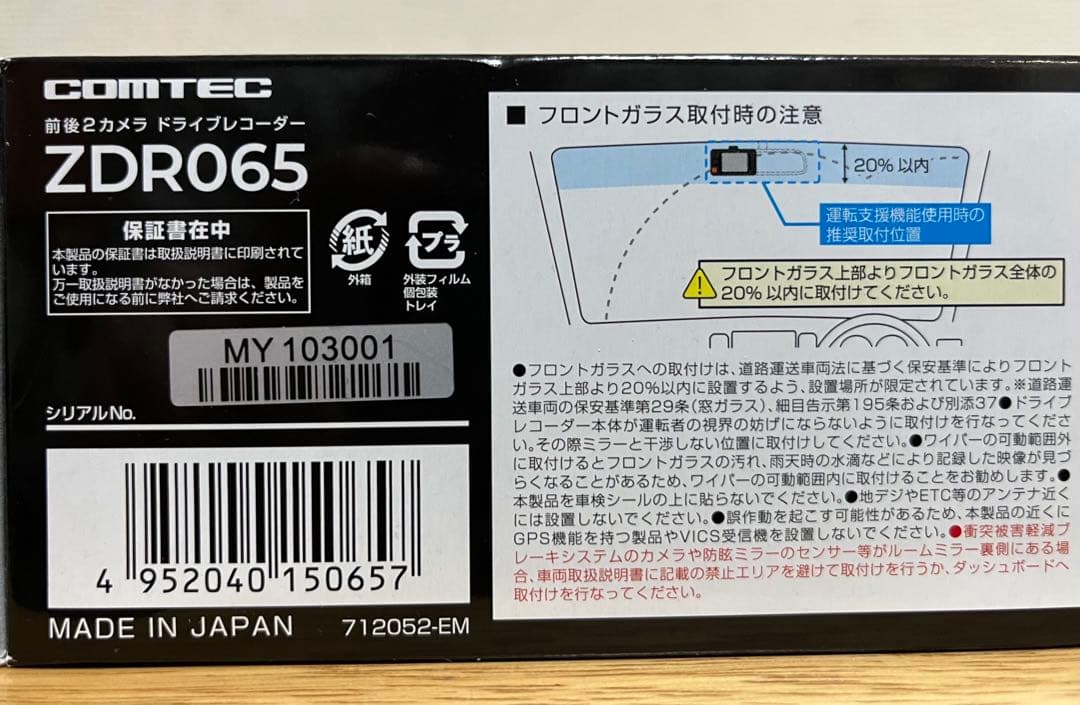 COMTEC
前後2カメラ ドライブレコーダー
ZDR065
保証書在中
本製品の保証書は取扱説明書に印刷されて
います。
万一取扱説明書がなかった場合は、製品を
ご使用になる前に弊社へご請求ください。
紙
外箱
プラ
外装フィルム
個包装
トレイ
MY 103001
シリアルNo.
4 952040 150657
MADE IN JAPAN 712052-EM
■ フロントガラス取付時の注意
20% 以内
運転支援機能使用時の
推奨取付位置
フロントガラス上部よりフロントガラス全体の
20% 以内に取付けてください。
●フロントガラスへの取付けは、道路運送車両法に基づく保安基準によりフロント
ガラス上部より20%以内に設置するよう、設置場所が限定されています。※道路運
送車両の保安基準第29条(窓ガラス)、細目告示第195条および別添37●ドライブ
レコーダー本体が運転者の視界の妨げにならないように取付けを行なってくださ
い。その際ミラーと干渉しない位置に取付けしてください。●ワイパーの可動範囲外
に取付けるとフロントガラスの汚れ、雨天時の水滴などにより記録した映像が見づ
らくなることがあるため、ワイパーの可動範囲内に取付けることをお勧めします。●
本製品を車検シールの上に貼らないでください。●地デジやETC等のアンテナ近く
には設置しないでください。●誤作動を起こす可能性があるため、本製品の近くに
GPS機能を持つ製品やVICS受信機を設置しないでください。●衝突被害軽減ブ
レーキシステムのカメラや防眩ミラーのセンサー等がルームミラー裏側にある場
合、車両取扱説明書に記載の禁止エリアを避けて取付けを行うか、ダッシュボードへ
取付けを行なってください。